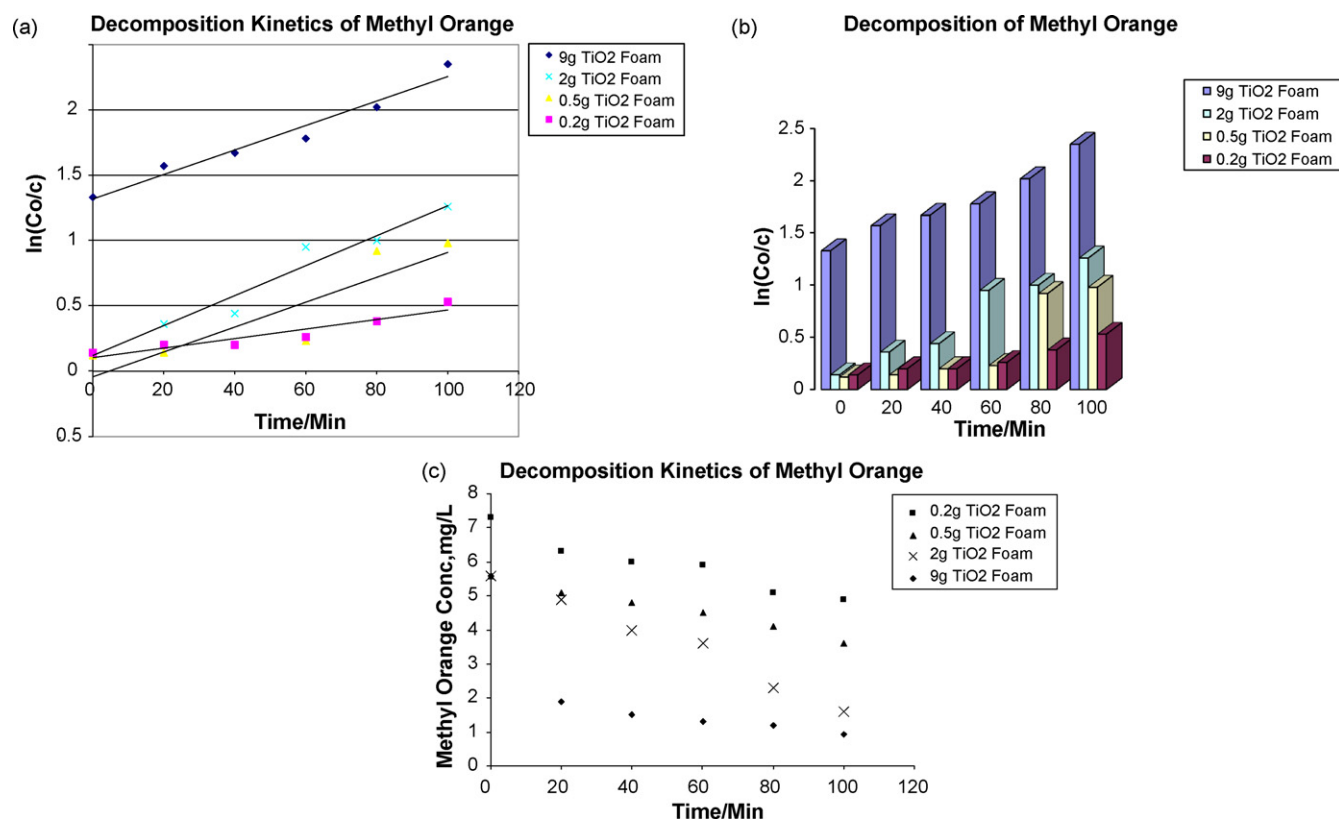 (a)
Decomposition Kinetics of Methyl Orange
9g TiO2 Foam
2g TiO2 Foam
0.5g TiO2 Foam
0.2g TiO2 Foam
ln(Co/c)
2
1.5
1
0.5
0
0.5
0 20 40 60 80 100 120
Time/Min
(b)
Decomposition of Methyl Orange
9g TiO2 Foam
2g TiO2 Foam
0.5g TiO2 Foam
0.2g TiO2 Foam
ln(Co/c)
2.5
2
1.5
1
0.5
0
0 20 40 60 80 100
Time/Min
(c)
Decomposition Kinetics of Methyl Orange
0.2g TiO2 Foam
0.5g TiO2 Foam
2g TiO2 Foam
9g TiO2 Foam
Methyl Orange Conc,mg/L
8
7
6
5
4
3
2
1
0
0 20 40 60 80 100 120
Time/Min